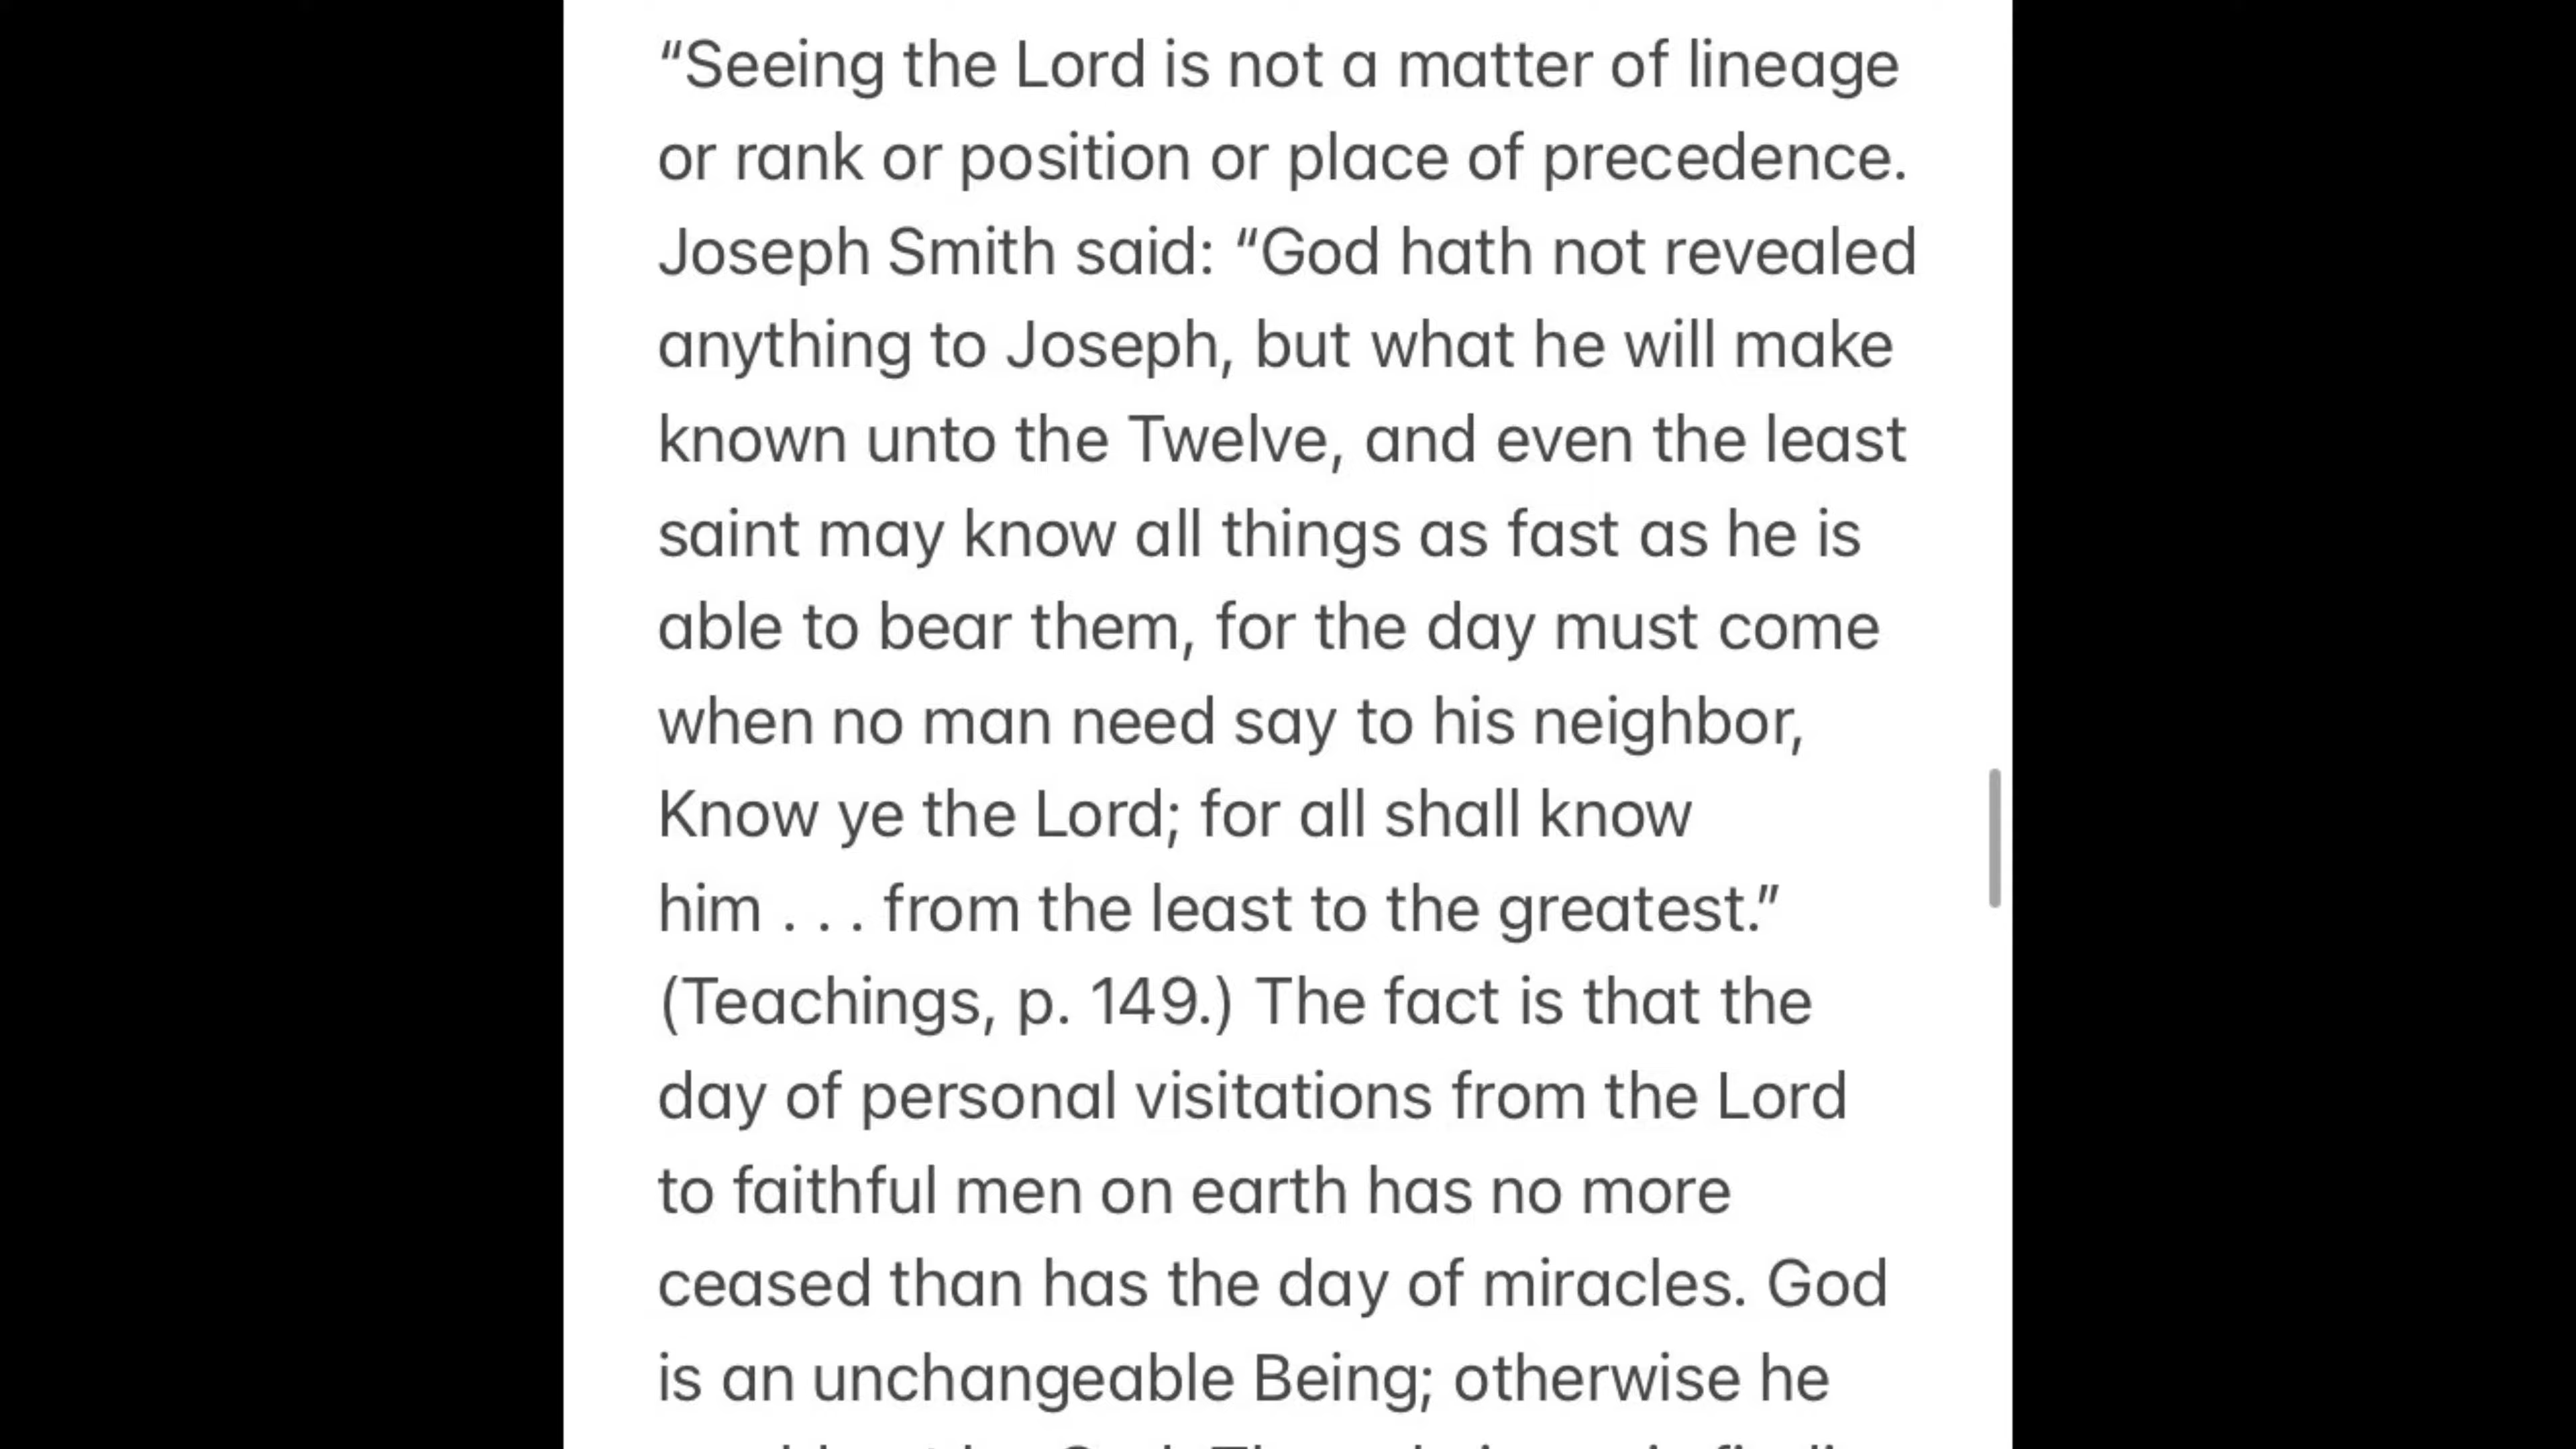 “Seeing the Lord is not a matter of lineage
or rank or position or place of precedence.
Joseph Smith said: “God hath not revealed
anything to Joseph, but what he will make
known unto the Twelve, and even the least
saint may know all things as fast as he is
able to bear them, for the day must come
when no man need say to his neighbor,
Know ye the Lord; for all shall know
him . . . from the least to the greatest.”
(Teachings, p. 149.) The fact is that the
day of personal visitations from the Lord
to faithful men on earth has no more
ceased than has the day of miracles. God
is an unchangeable Being; otherwise he